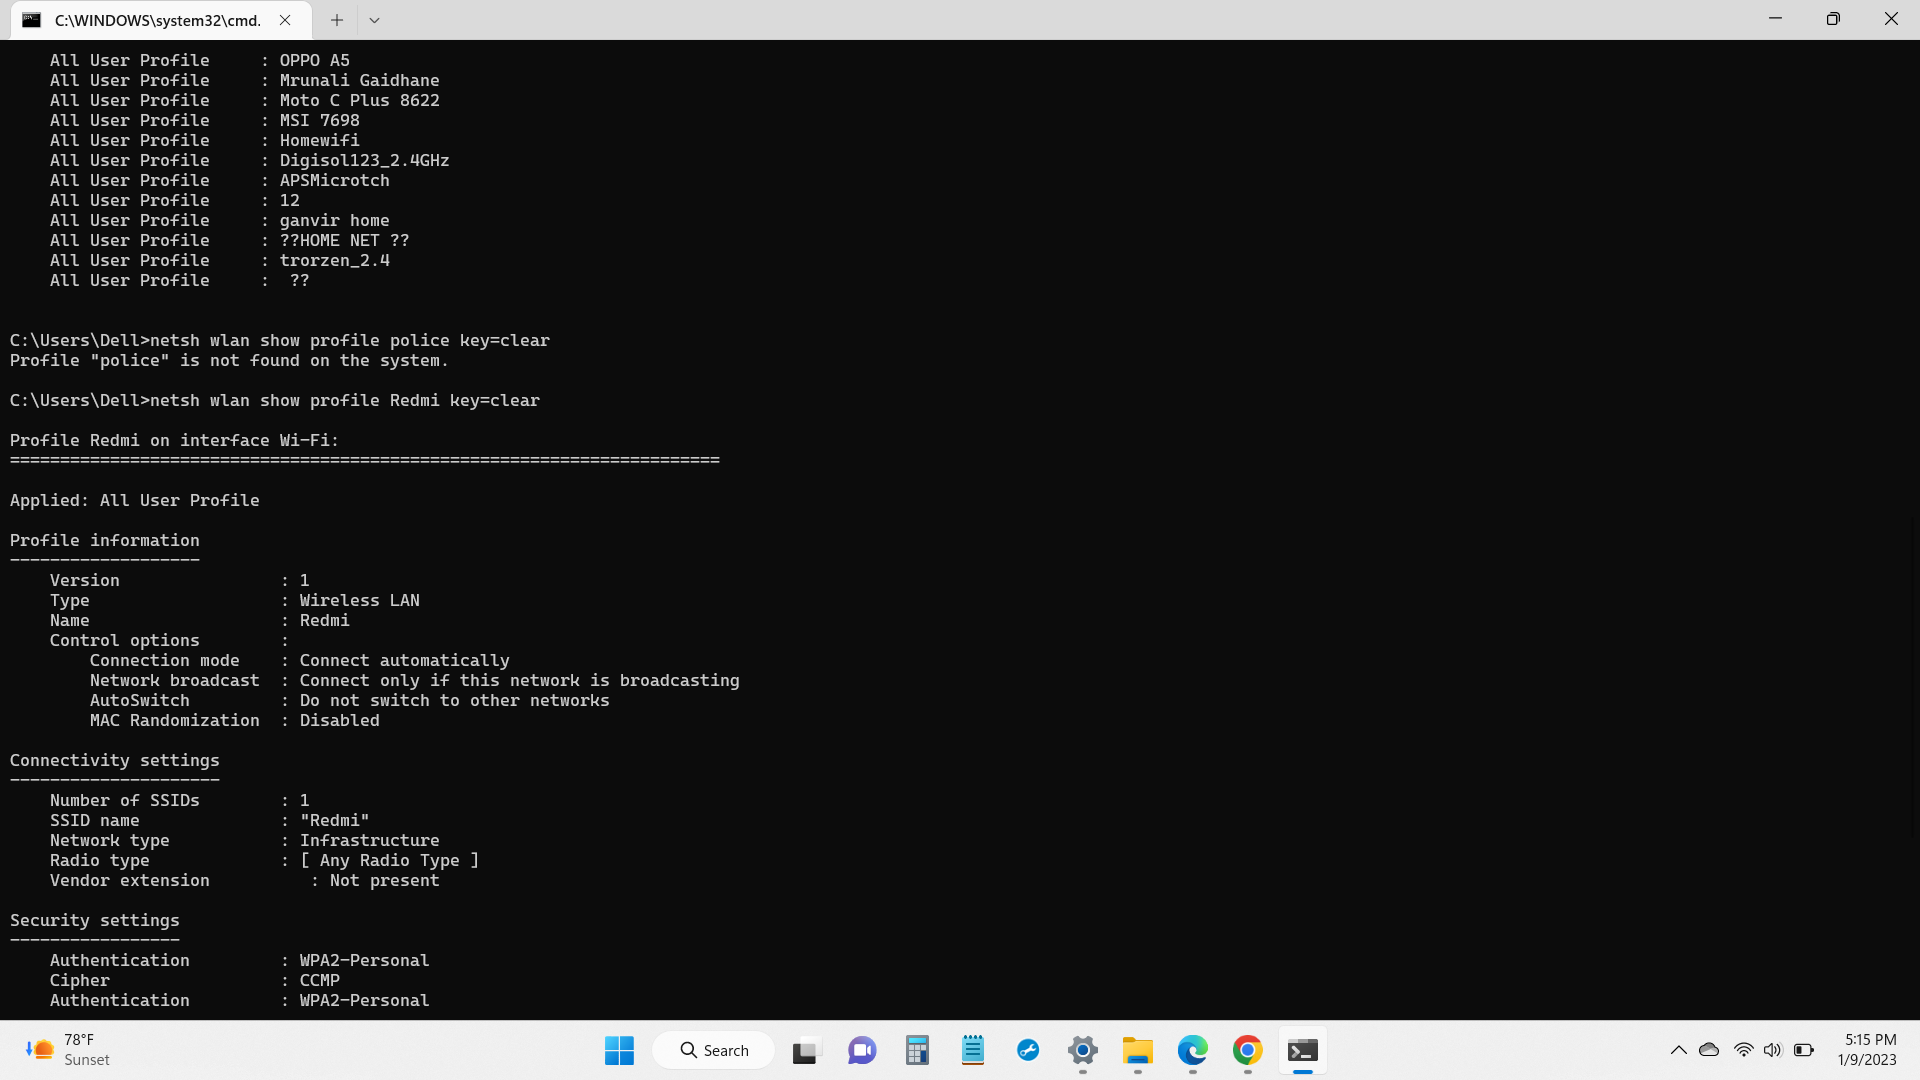 C:\WINDOWS\system32\cmd.
All User Profile     : OPPO A5
All User Profile     : Mrunali Gaidhane
All User Profile     : Moto C Plus 8622
All User Profile     : MSI 7698
All User Profile     : Homewifi
All User Profile     : Digisol123_2.4GHz
All User Profile     : APSMicrotch
All User Profile     : 12
All User Profile     : ganvir home
All User Profile     : ??HOME NET ??
All User Profile     : trorzen_2.4
All User Profile     :  ??
C:\Users\Dell>netsh wlan show profile police key=clear
Profile "police" is not found on the system.
C:\Users\Dell>netsh wlan show profile Redmi key=clear
Profile Redmi on interface Wi-Fi:
=======================================================================
Applied: All User Profile
Profile information
-------------------
Version                : 1
Type                   : Wireless LAN
Name                   : Redmi
Control options        :
Connection mode    : Connect automatically
Network broadcast  : Connect only if this network is broadcasting
AutoSwitch         : Do not switch to other networks
MAC Randomization  : Disabled
Connectivity settings
---------------------
Number of SSIDs        : 1
SSID name              : "Redmi"
Network type           : Infrastructure
Radio type             : [ Any Radio Type ]
Vendor extension          : Not present
Security settings
-----------------
Authentication         : WPA2-Personal
Cipher                 : CCMP
Authentication         : WPA2-Personal
78°F
Sunset
Search
5:15 PM
1/9/2023